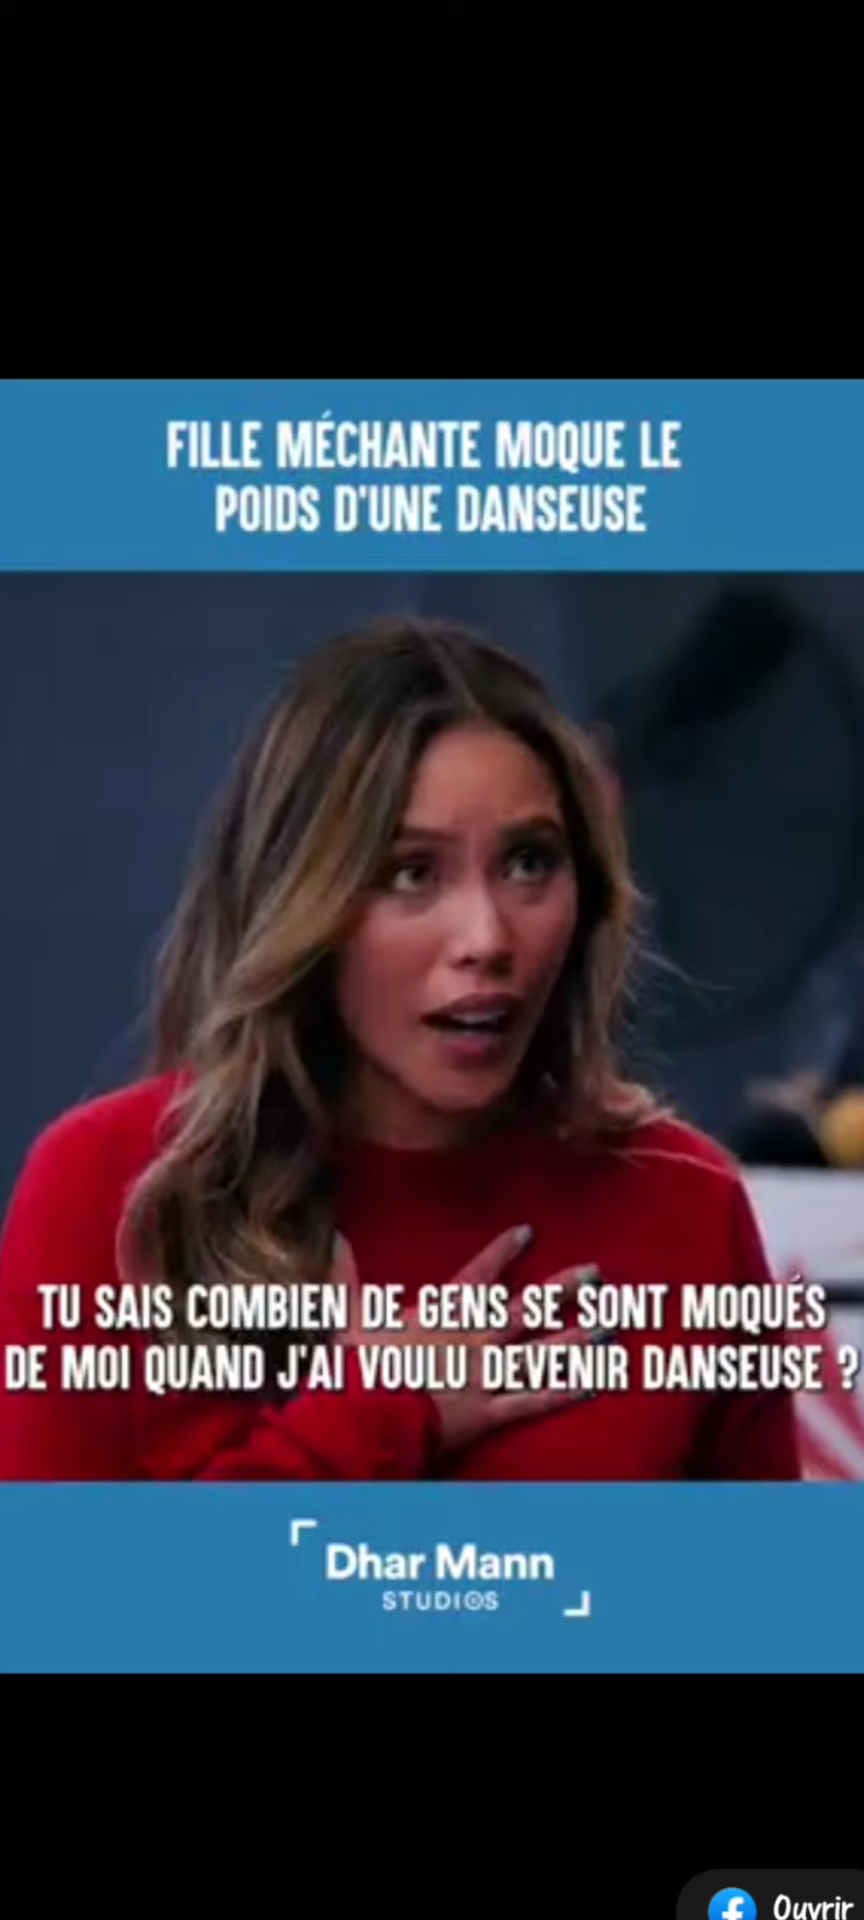 FILLE MÉCHANTE MOQUE LE
POIDS D'UNE DANSEUSE
TU SAIS COMBIEN DE GENS SE SONT MOQUÉS
DE MOI QUAND J'AI VOULU DEVENIR DANSEUSE ?
Dhar Mann
STUDIOS
Ouvrir